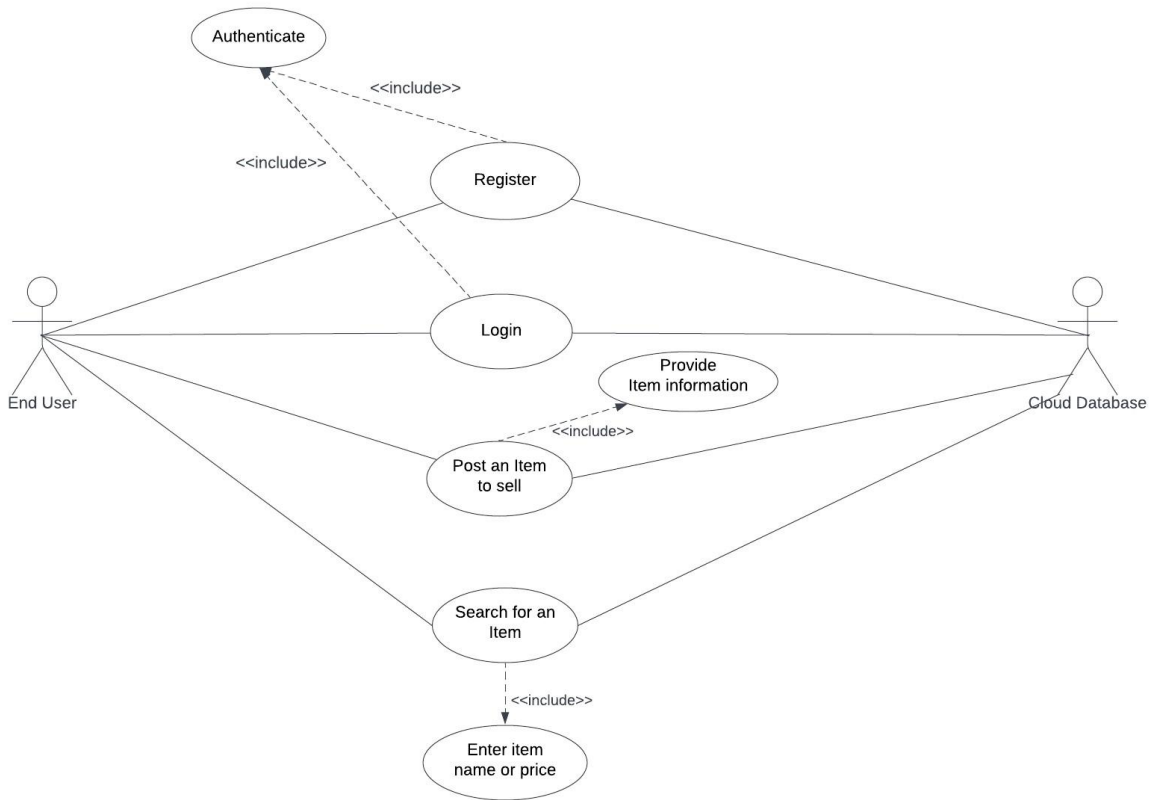 Authenticate
<<include>>
<<include>>
Register
Login
Provide
Item information
End User
Cloud Database
<<include>>
Post an Item
to sell
Search for an
Item
<<include>>
Enter item
name or price